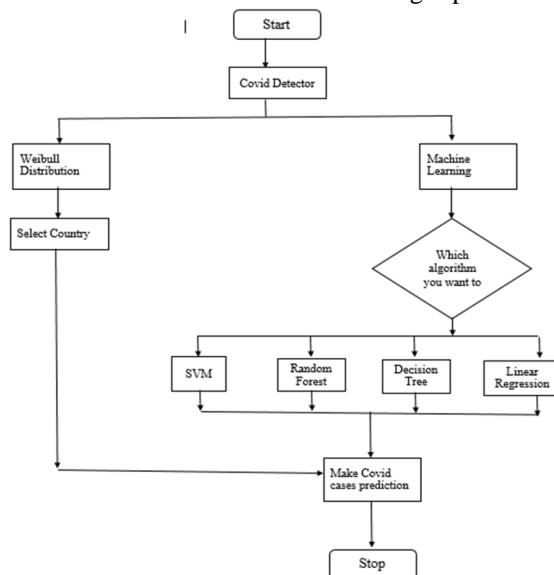 Start
Covid Detector
Weibull
Distribution
Machine
Learning
Select Country
Which
algorithm
you want to
SVM
Random
Forest
Decision
Tree
Linear
Regression
Make Covid
cases prediction
Stop